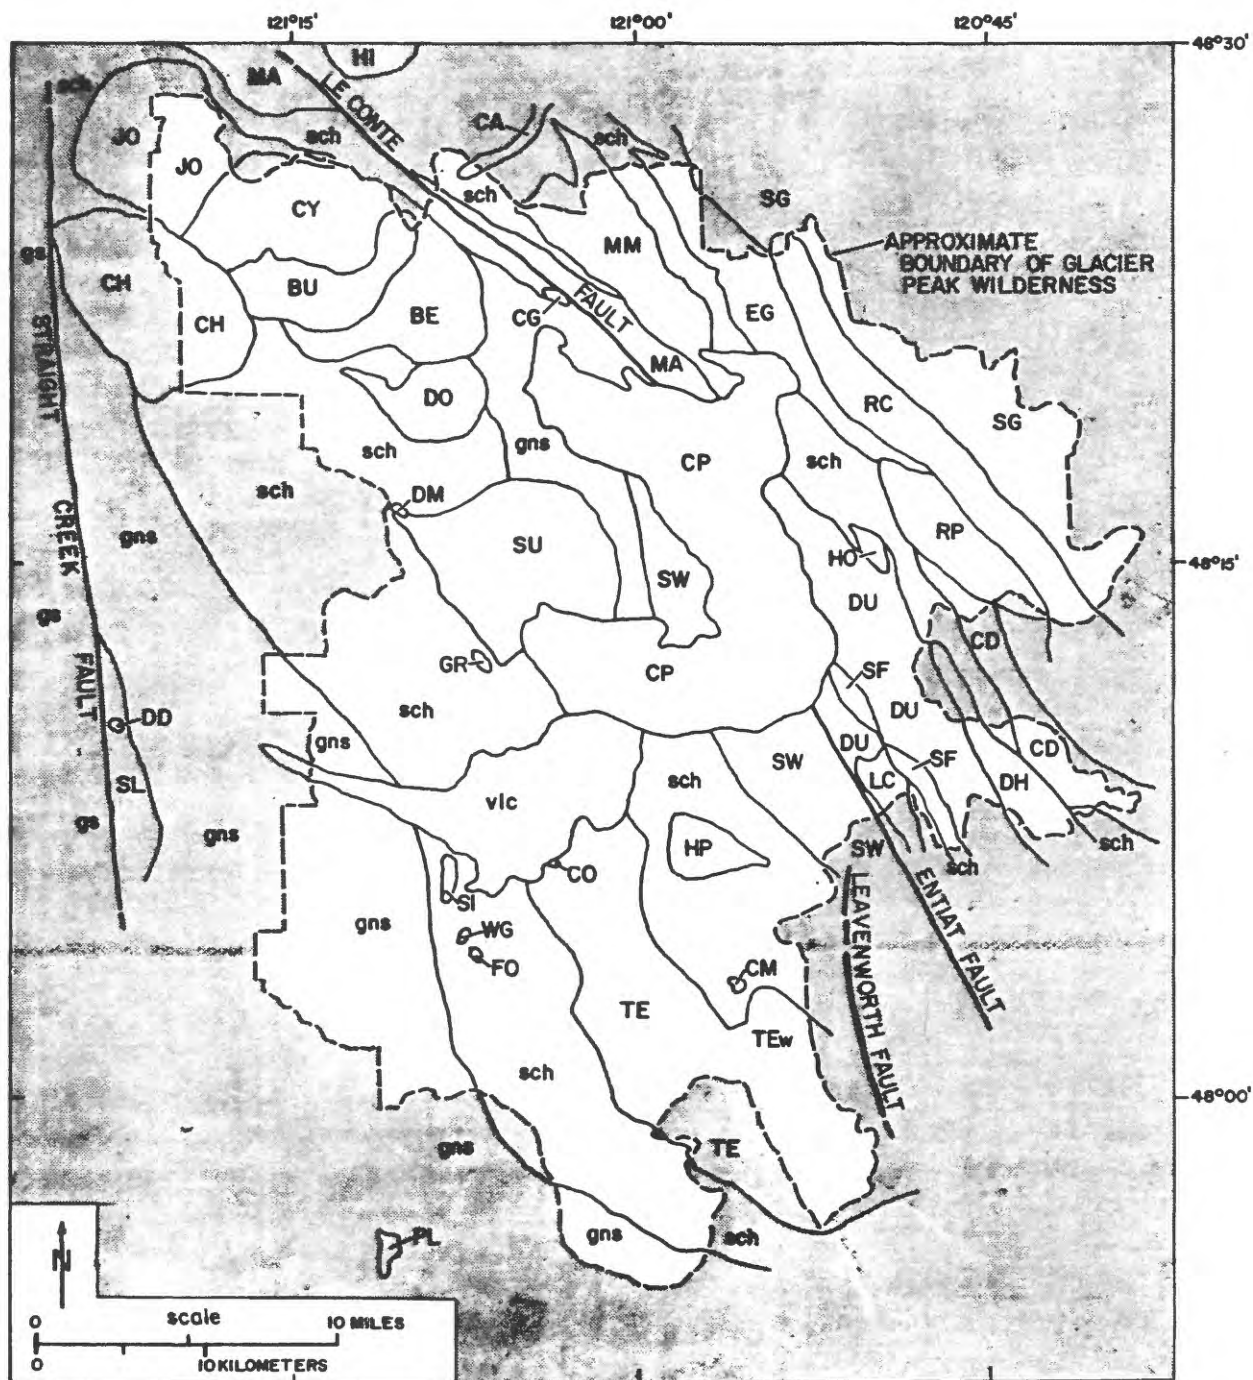 121°15'
121°00'
120°45'
48°30'
HI
MA
sch
LE CONTE
CA
sch
JO
sch
JO
sch
SG
CY
MM
APPROXIMATE
BOUNDARY OF GLACIER
PEAK WILDERNESS
gs
CH
BU
EG
CH
BE
CG
FAULT
STRAIGHT
MA
DO
RC
SG
sch
gns
CP
sch
sch
DM
CREEK
gns
SU
RP
HO
48°15'
SW
DU
gs
CD
GR
CP
SF
FAULT
DD
sch
DU
gns
SW
DU
SF
CD
SL
vlc
sch
LC
DH
gs
gns
HP
SW
sch
sch
CO
ENTIAT FAULT
SI
LEAVENWORTH FAULT
gns
WG
FO
CM
TE
TEw
sch
48°00'
gns
TE
PL
gns
sch
N
scale
0
10 MILES
0
10 KILOMETERS